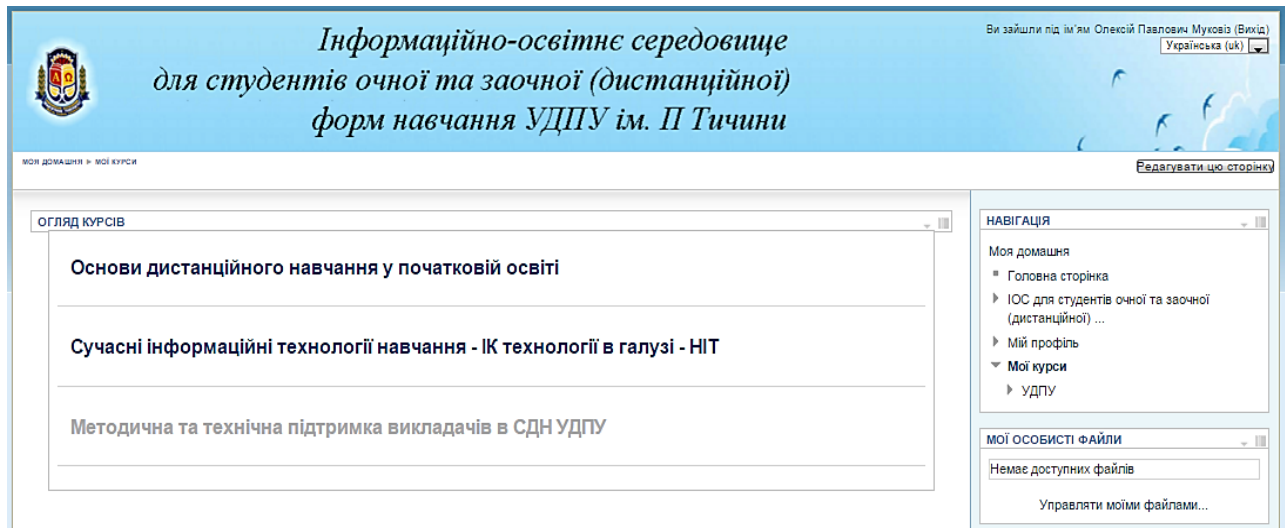 Інформаційно-освітнє середовище
для студентів очної та заочної (дистанційної)
форм навчання УДПУ ім. П Тичини
Ви зайшли під ім'ям Олексій Павлович Муковіз (Вихід)
Українська (uk)
МОЯ ДОМАШНЯ ► МОЇ КУРСИ
Редагувати цю сторінку
ОГЛЯД КУРСІВ
Основи дистанційного навчання у початковій освіті
Сучасні інформаційні технології навчання - ІК технології в галузі - НІТ
Методична та технічна підтримка викладачів в СДН УДПУ
НАВІГАЦІЯ
Моя домашня
Головна сторінка
ІОС для студентів очної та заочної
(дистанційної) ...
Мій профіль
Мої курси
УДПУ
МОЇ ОСОБИСТІ ФАЙЛИ
Немає доступних файлів
Управляти моїми файлами...